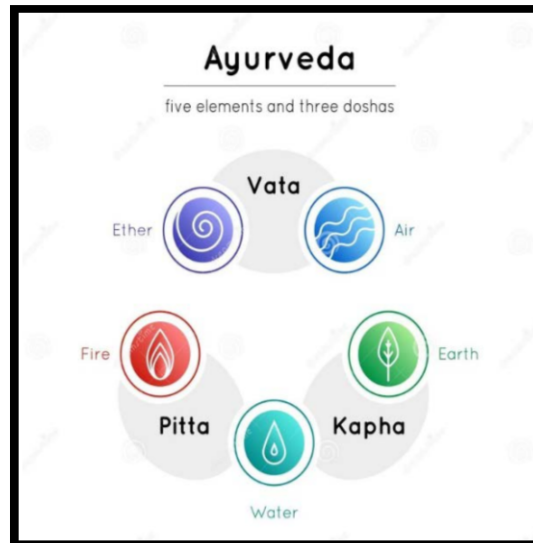 Ayurveda
five elements and three doshas
Vata
Ether
Air
Fire
Earth
Pitta
Kapha
Water